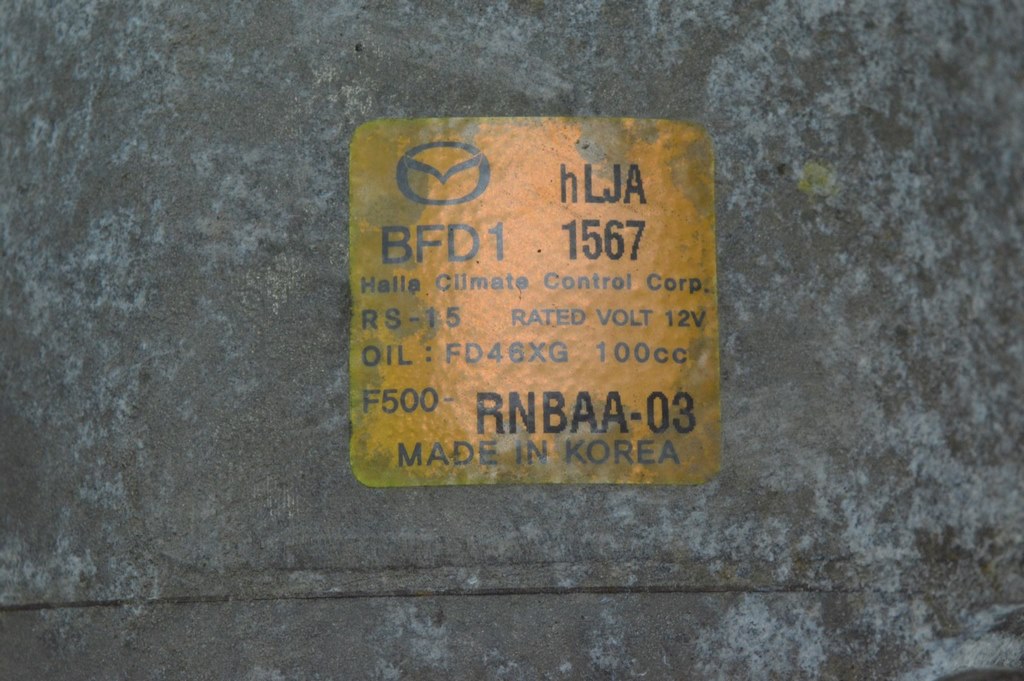 hLJA
BFD1 1567
Halla Climate Control Corp.
RS-15 RATED VOLT 12V
OIL : FD46XG 100cc
F500- RNBAA-03
MADE IN KOREA